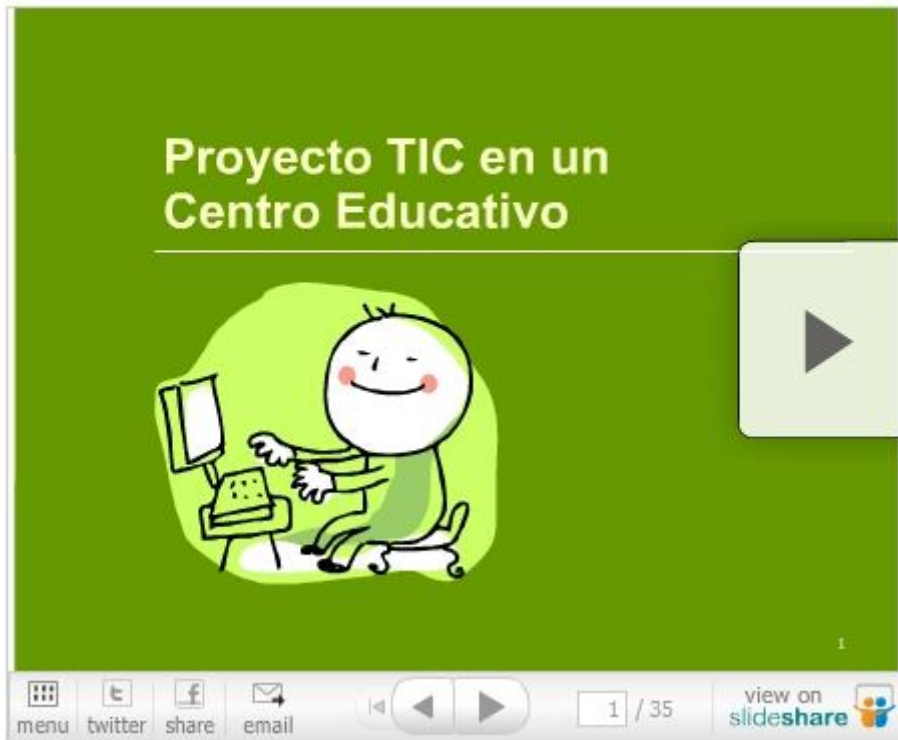 Proyecto TIC en un
Centro Educativo
1
menu
twitter
share
email
1 / 35
view on
slideshare